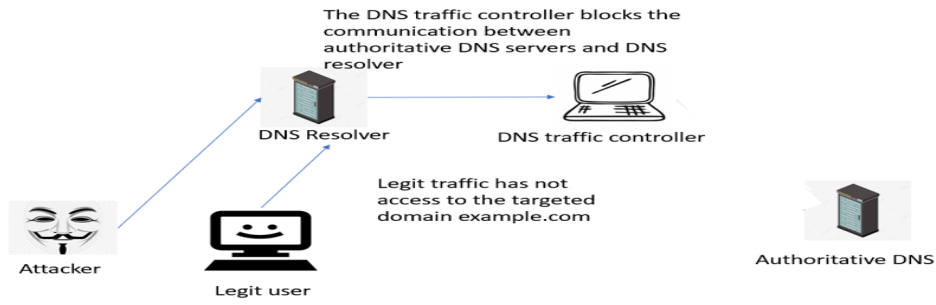 The DNS traffic controller blocks the
communication between
authoritative DNS servers and DNS
resolver
DNS Resolver
DNS traffic controller
Legit traffic has not
access to the targeted
domain example.com
Attacker
Legit user
Authoritative DNS